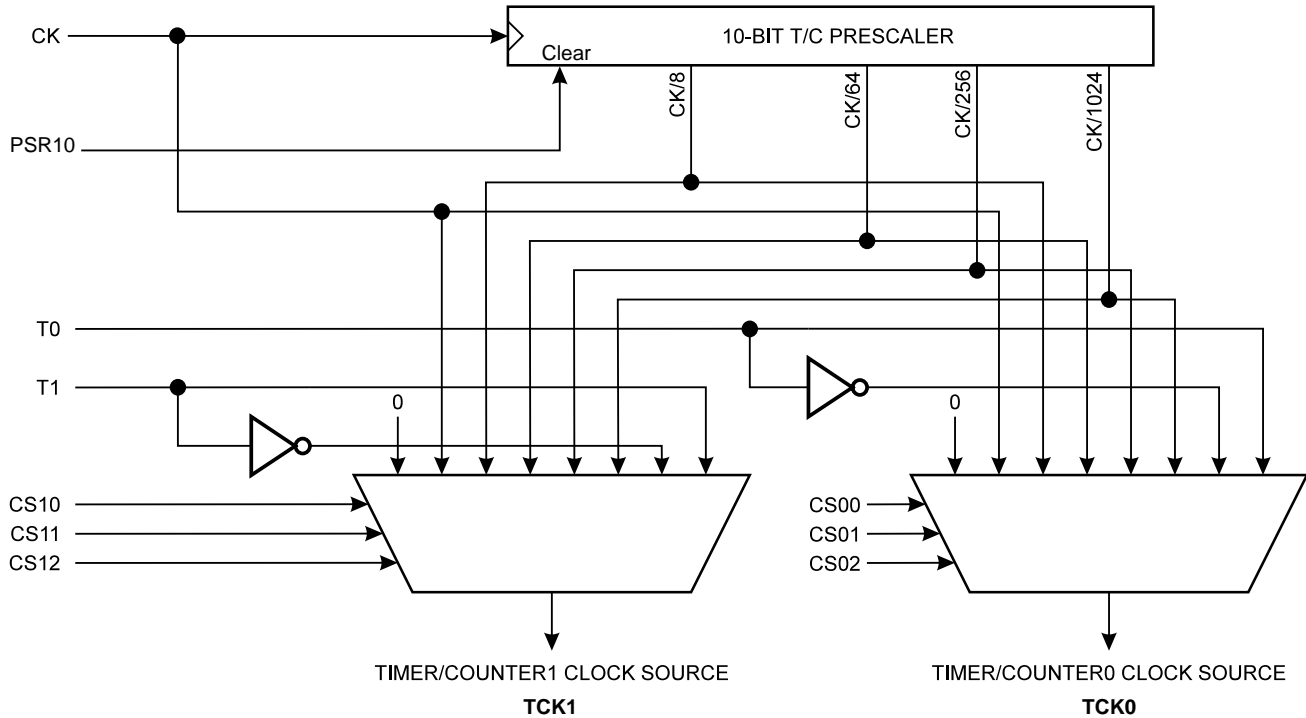 CK
10-BIT T/C PRESCALER
Clear
CK/8
CK/64
CK/256
CK/1024
PSR10
T0
T1
0
0
CS10
CS11
CS12
CS00
CS01
CS02
TIMER/COUNTER1 CLOCK SOURCE
TCK1
TIMER/COUNTER0 CLOCK SOURCE
TCK0